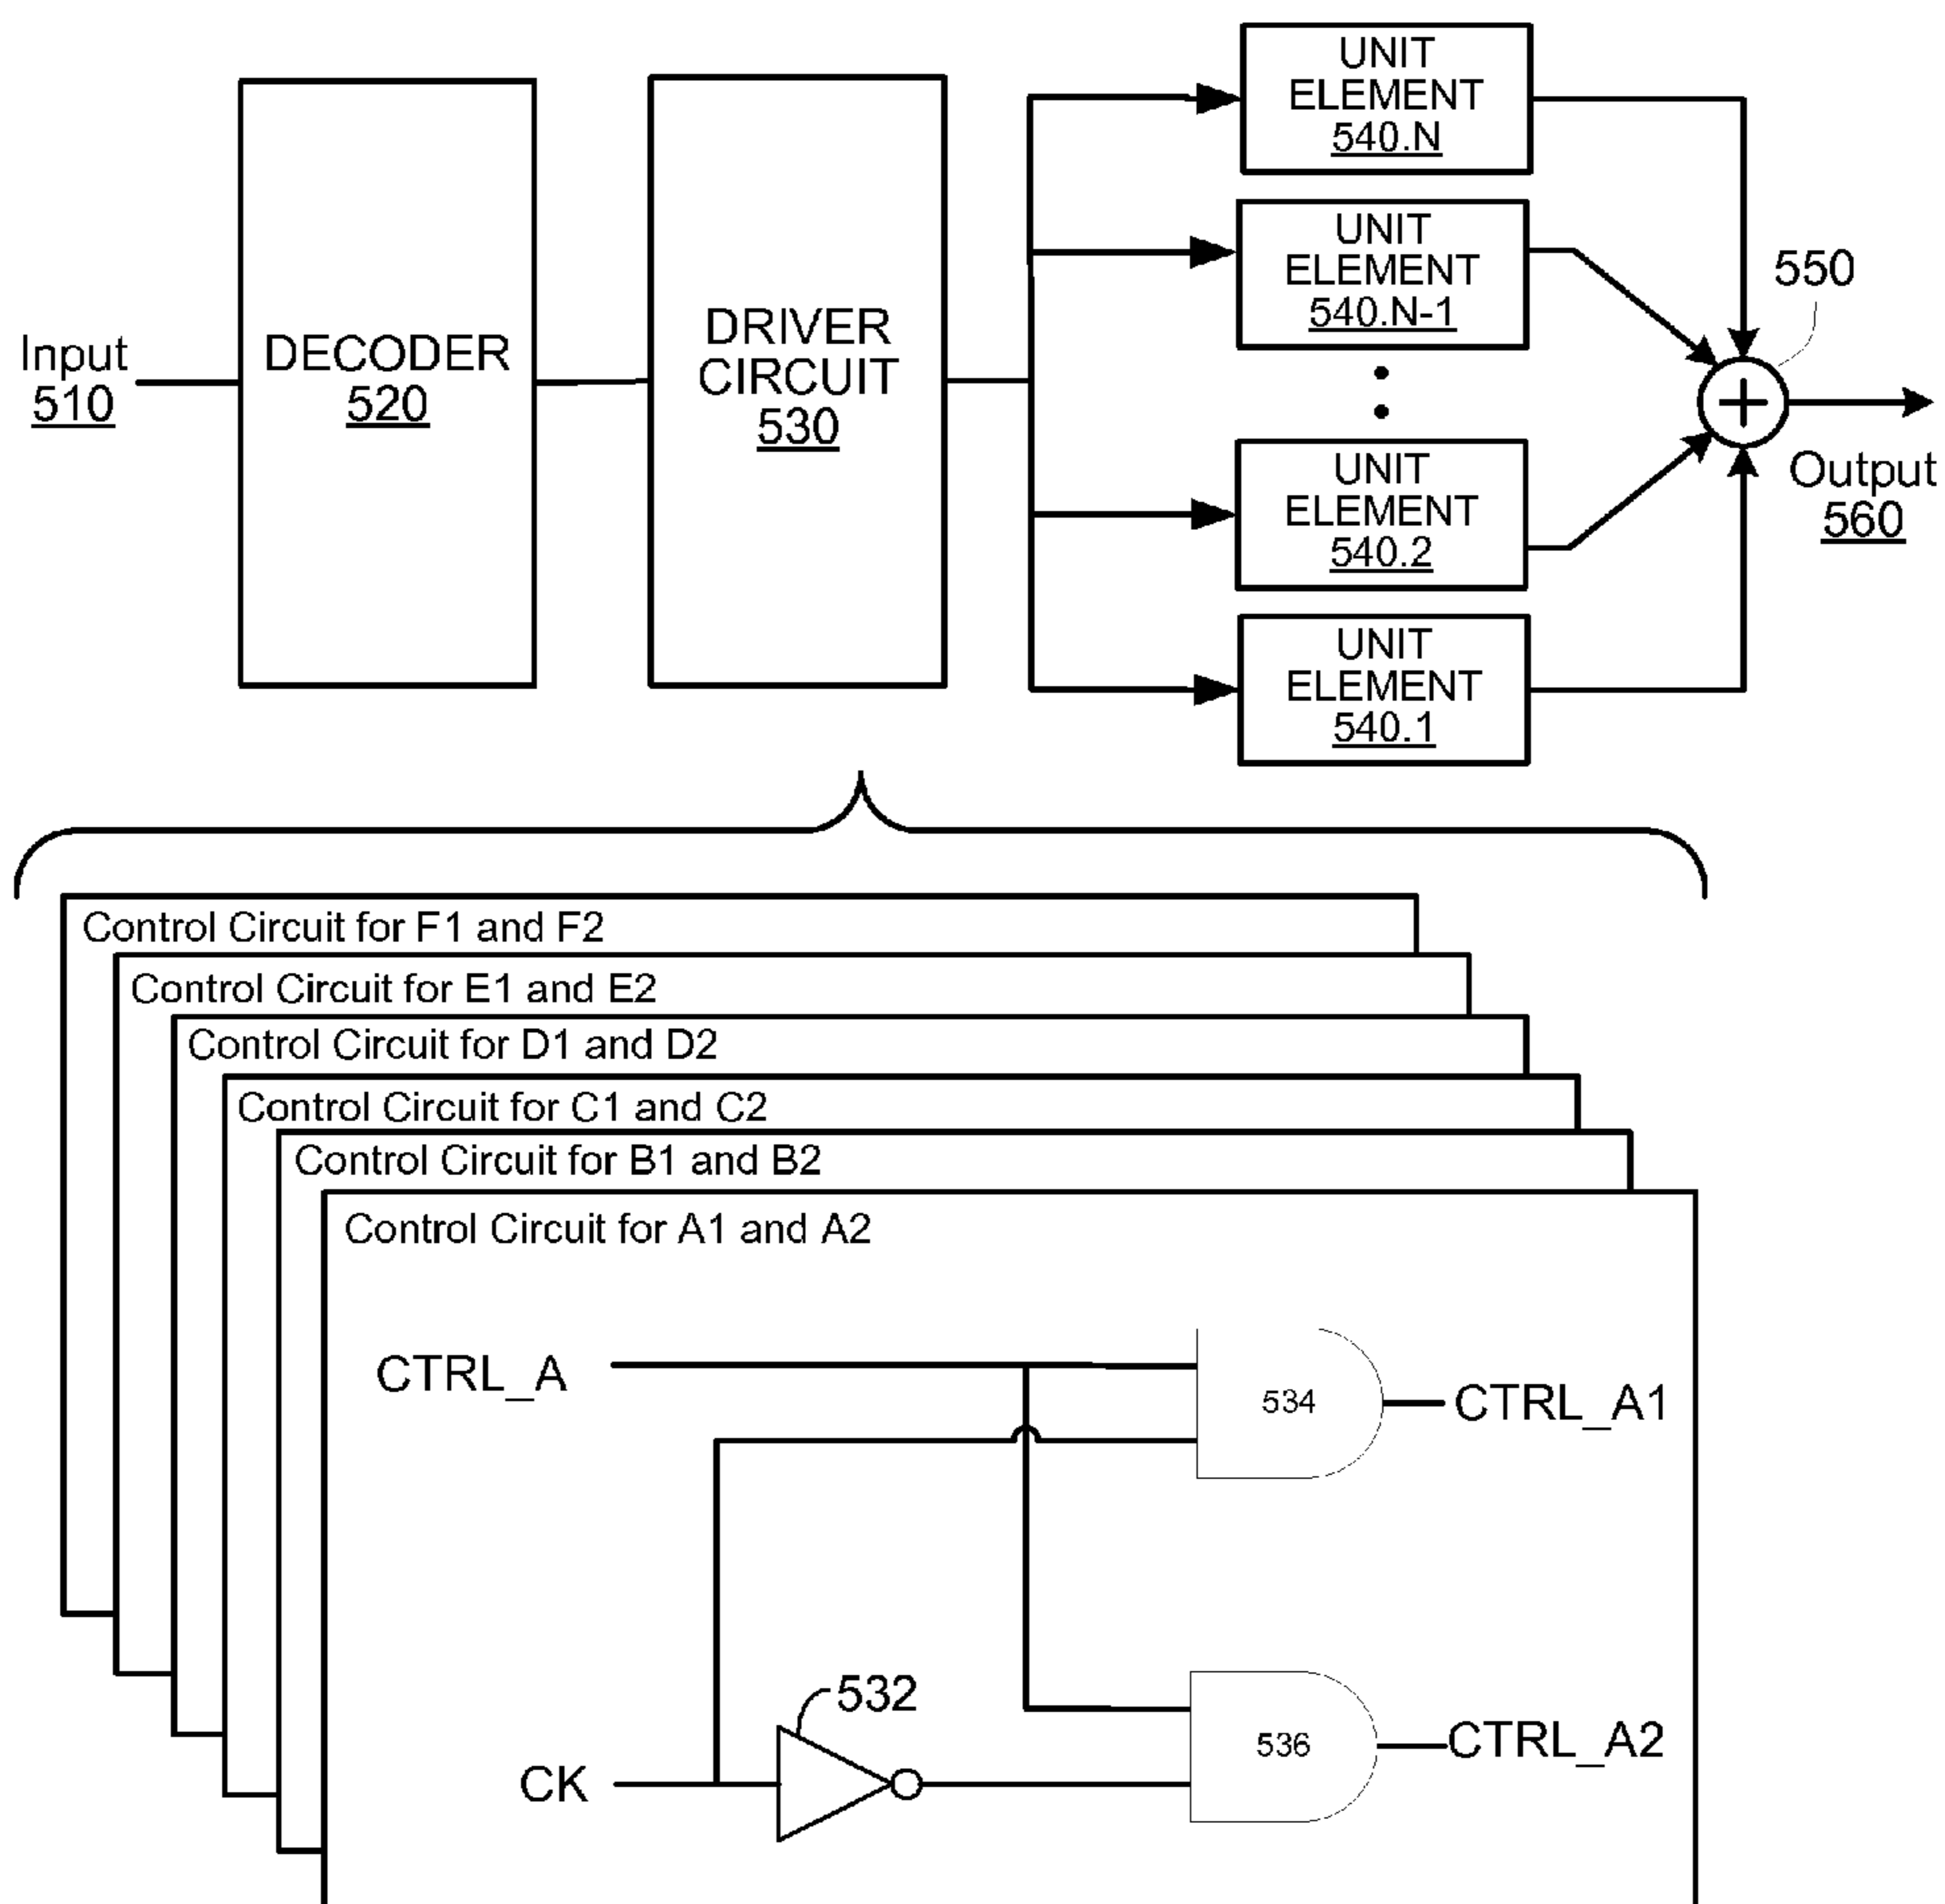 Input
510
DECODER
520
DRIVER
CIRCUIT
530
UNIT
ELEMENT
540.N
UNIT
ELEMENT
540.N-1
UNIT
ELEMENT
540.2
UNIT
ELEMENT
540.1
550
Output
560
Control Circuit for F1 and F2
Control Circuit for E1 and E2
Control Circuit for D1 and D2
Control Circuit for C1 and C2
Control Circuit for B1 and B2
Control Circuit for A1 and A2
CTRL_A
534
CTRL_A1
532
CK
536
CTRL_A2